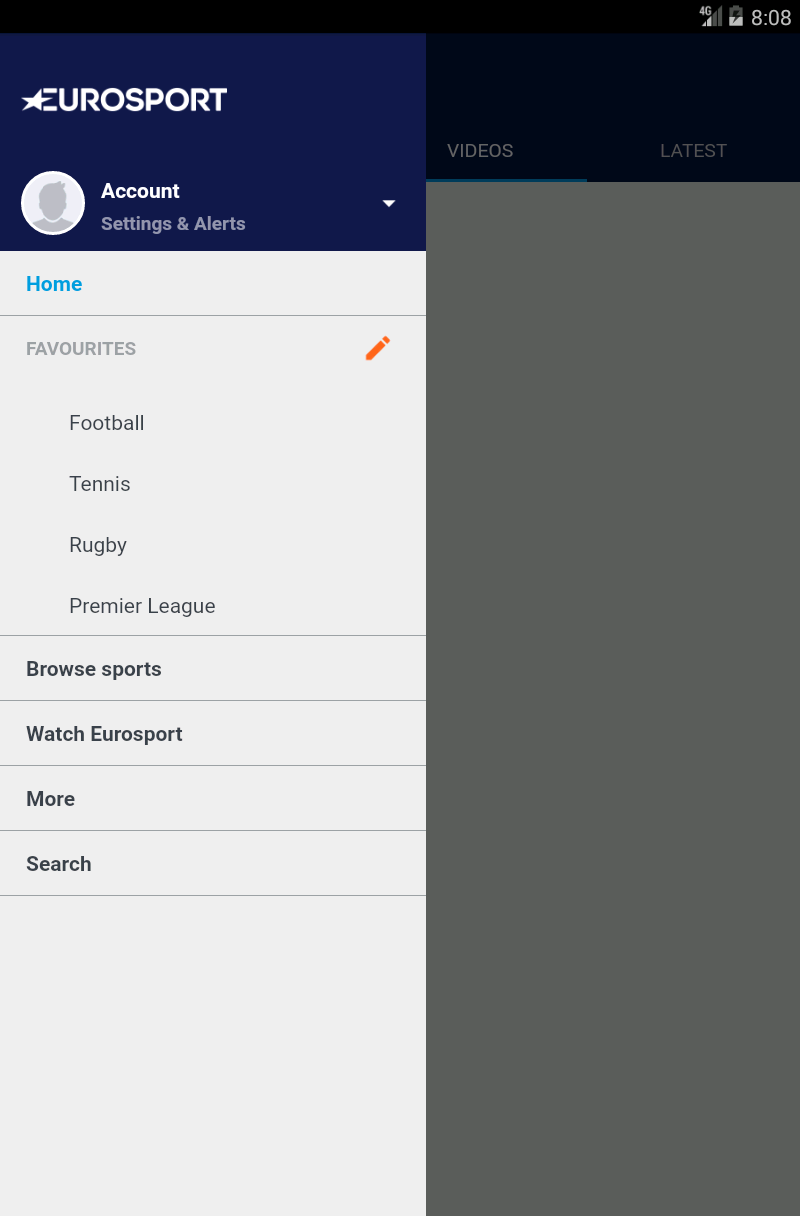 4G 8:08
EUROSPORT
VIDEOS LATEST
Account
Settings & Alerts
Home
FAVOURITES
Football
Tennis
Rugby
Premier League
Browse sports
Watch Eurosport
More
Search